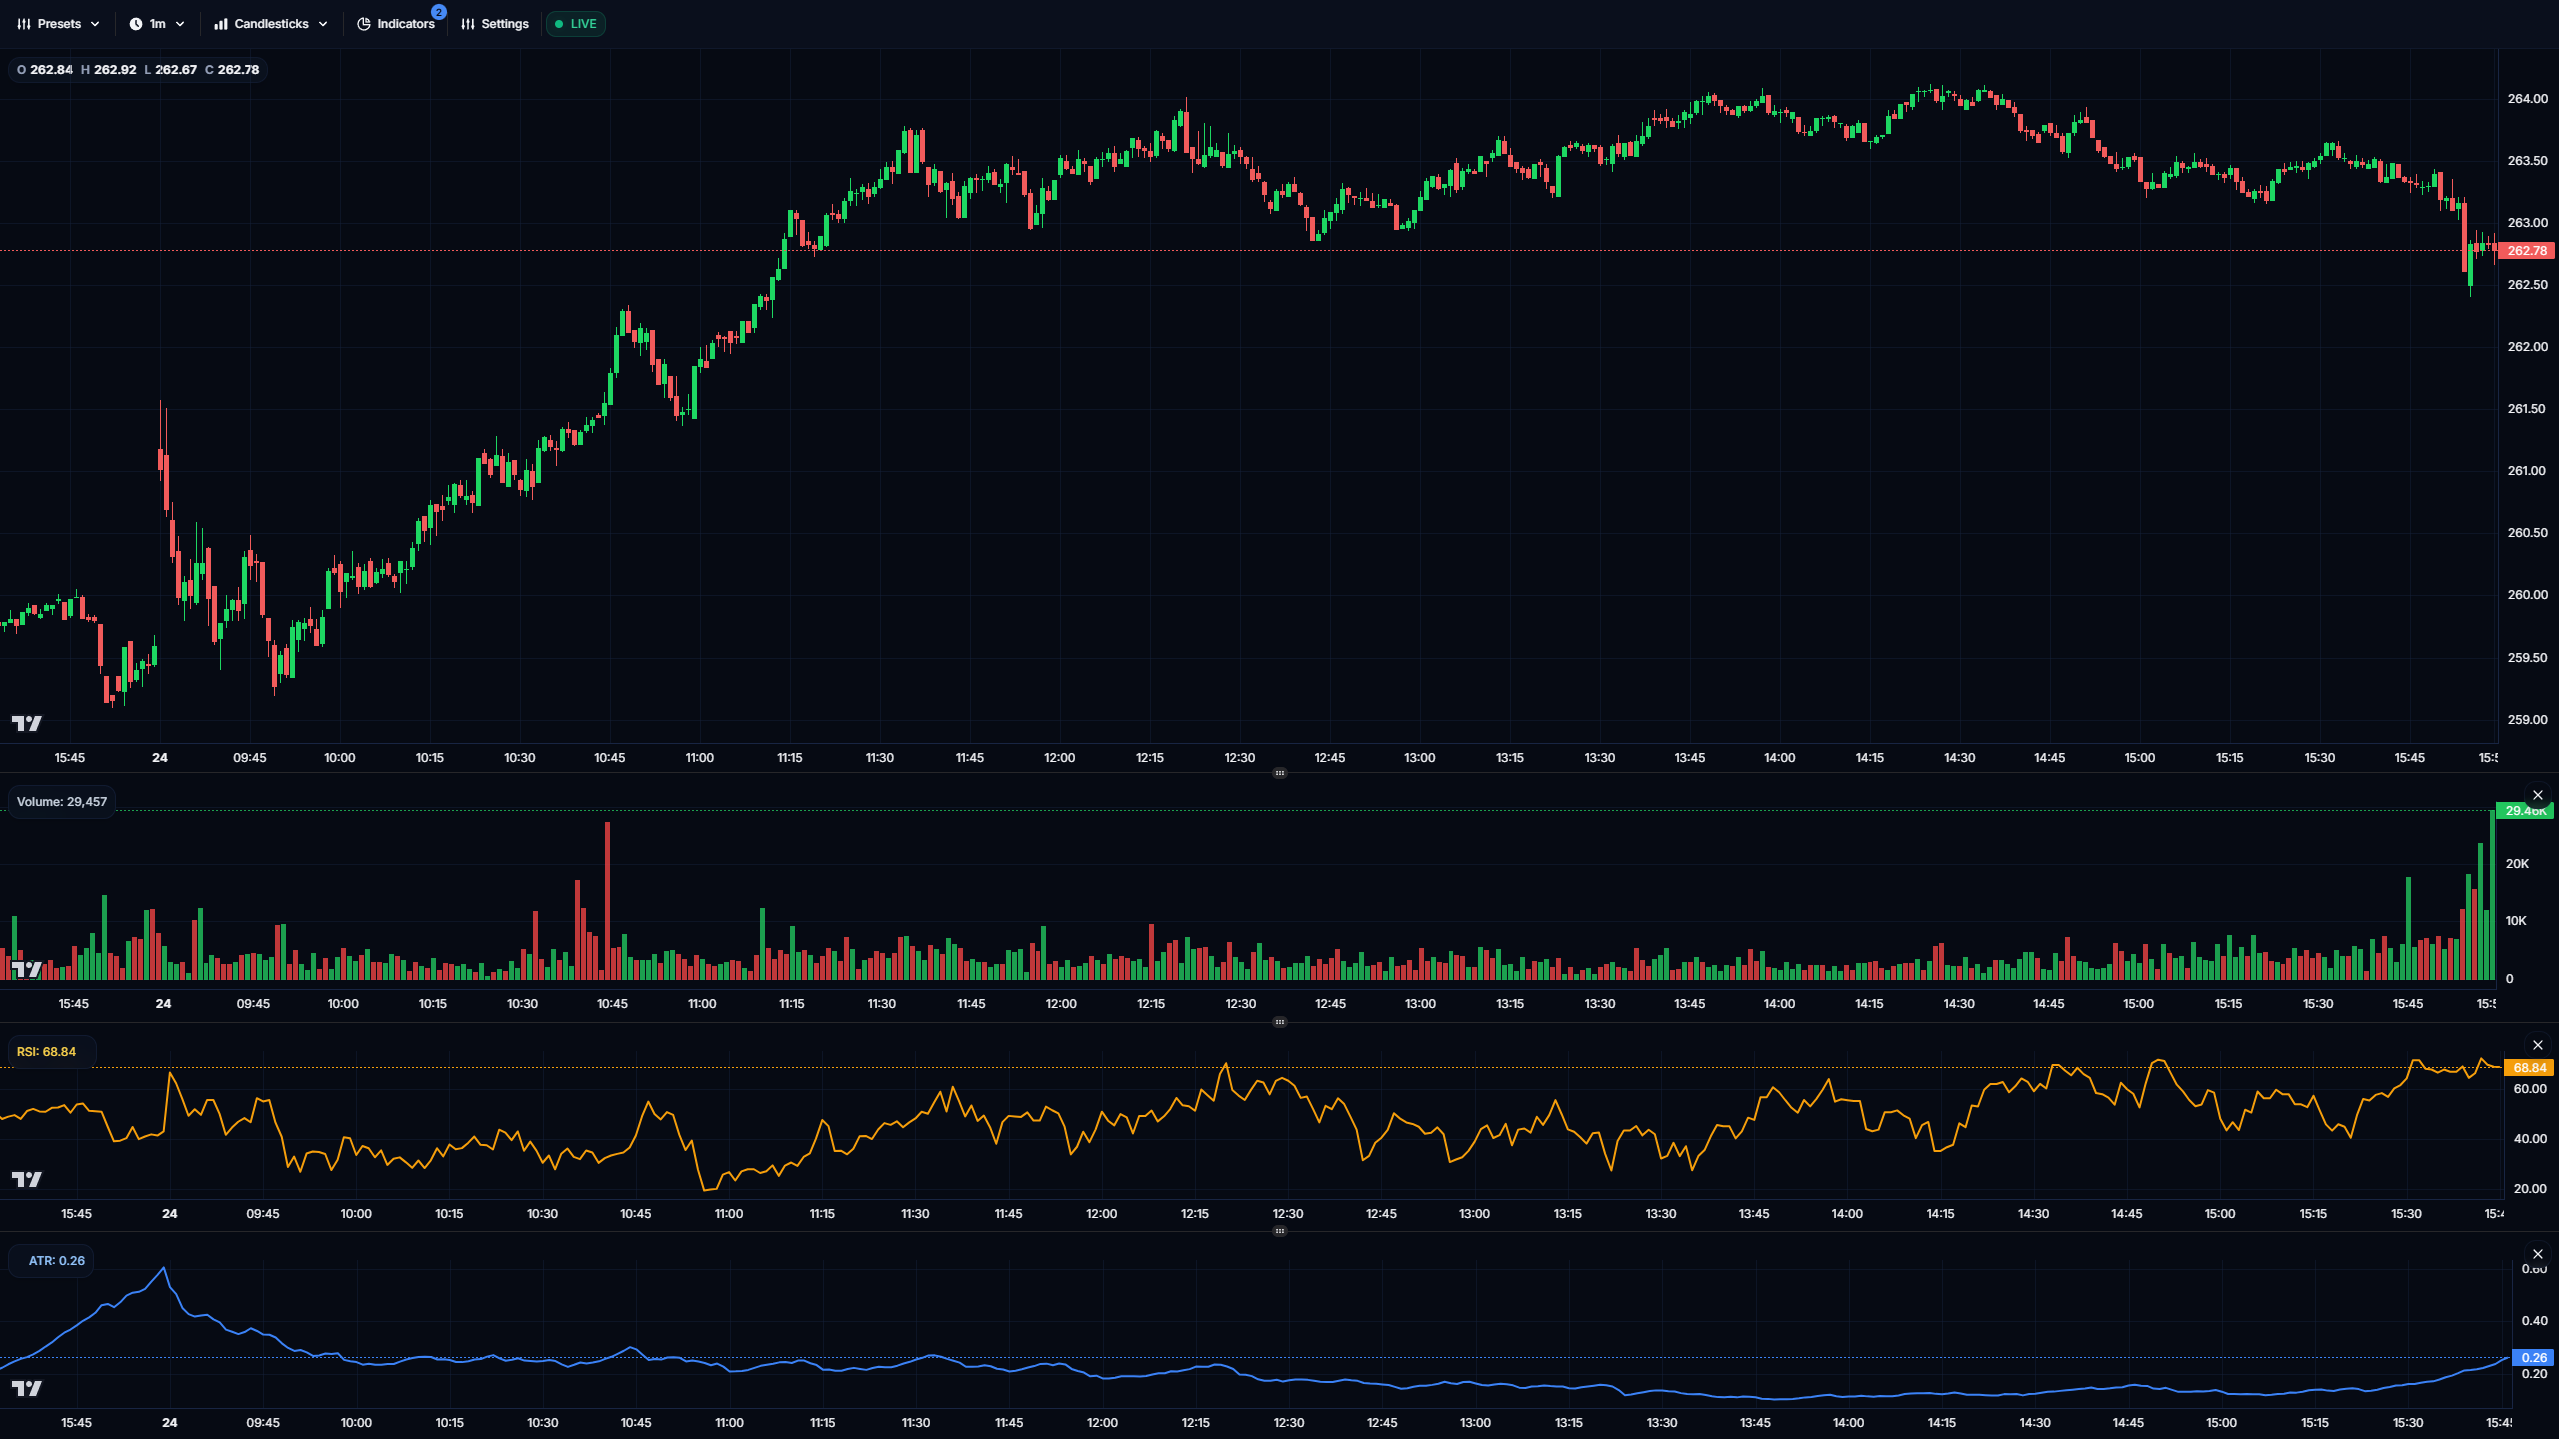 Presets 1m Candlesticks Indicators 2 Settings LIVE
O 262.84 H 262.92 L 262.67 C 262.78
264.00
263.50
263.00
262.78
262.50
262.00
261.50
261.00
260.50
260.00
259.50
259.00
15:45 24 09:45 10:00 10:15 10:30 10:45 11:00 11:15 11:30 11:45 12:00 12:15 12:30 12:45 13:00 13:15 13:30 13:45 14:00 14:15 14:30 14:45 15:00 15:15 15:30 15:45
Volume: 29,457
29.46K
20K
10K
0
15:45 24 09:45 10:00 10:15 10:30 10:45 11:00 11:15 11:30 11:45 12:00 12:15 12:30 12:45 13:00 13:15 13:30 13:45 14:00 14:15 14:30 14:45 15:00 15:15 15:30 15:45
RSI: 68.84
68.84
60.00
40.00
20.00
15:45 24 09:45 10:00 10:15 10:30 10:45 11:00 11:15 11:30 11:45 12:00 12:15 12:30 12:45 13:00 13:15 13:30 13:45 14:00 14:15 14:30 14:45 15:00 15:15 15:30
ATR: 0.26
0.60
0.40
0.26
0.20
15:45 24 09:45 10:00 10:15 10:30 10:45 11:00 11:15 11:30 11:45 12:00 12:15 12:30 12:45 13:00 13:15 13:30 13:45 14:00 14:15 14:30 14:45 15:00 15:15 15:30